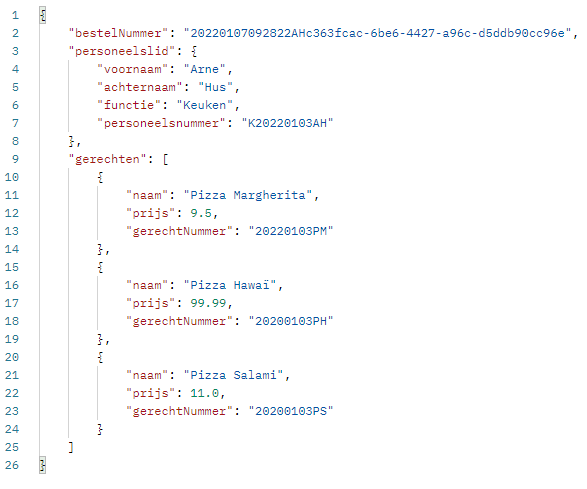 1 {
2 "bestelNummer": "20220107092822AHc363fcac-6be6-4427-a96c-d5ddb90cc96e",
3 "personeelslid": {
4 "voornaam": "Arne",
5 "achternaam": "Hus",
6 "functie": "Keuken",
7 "personeelsnummer": "K20220103AH"
8 },
9 "gerechten": [
10 {
11 "naam": "Pizza Margherita",
12 "prijs": 9.5,
13 "gerechtNummer": "20220103PM"
14 },
15 {
16 "naam": "Pizza Hawaï",
17 "prijs": 99.99,
18 "gerechtNummer": "20200103PH"
19 },
20 {
21 "naam": "Pizza Salami",
22 "prijs": 11.0,
23 "gerechtNummer": "20200103PS"
24 }
25 ]
26 }